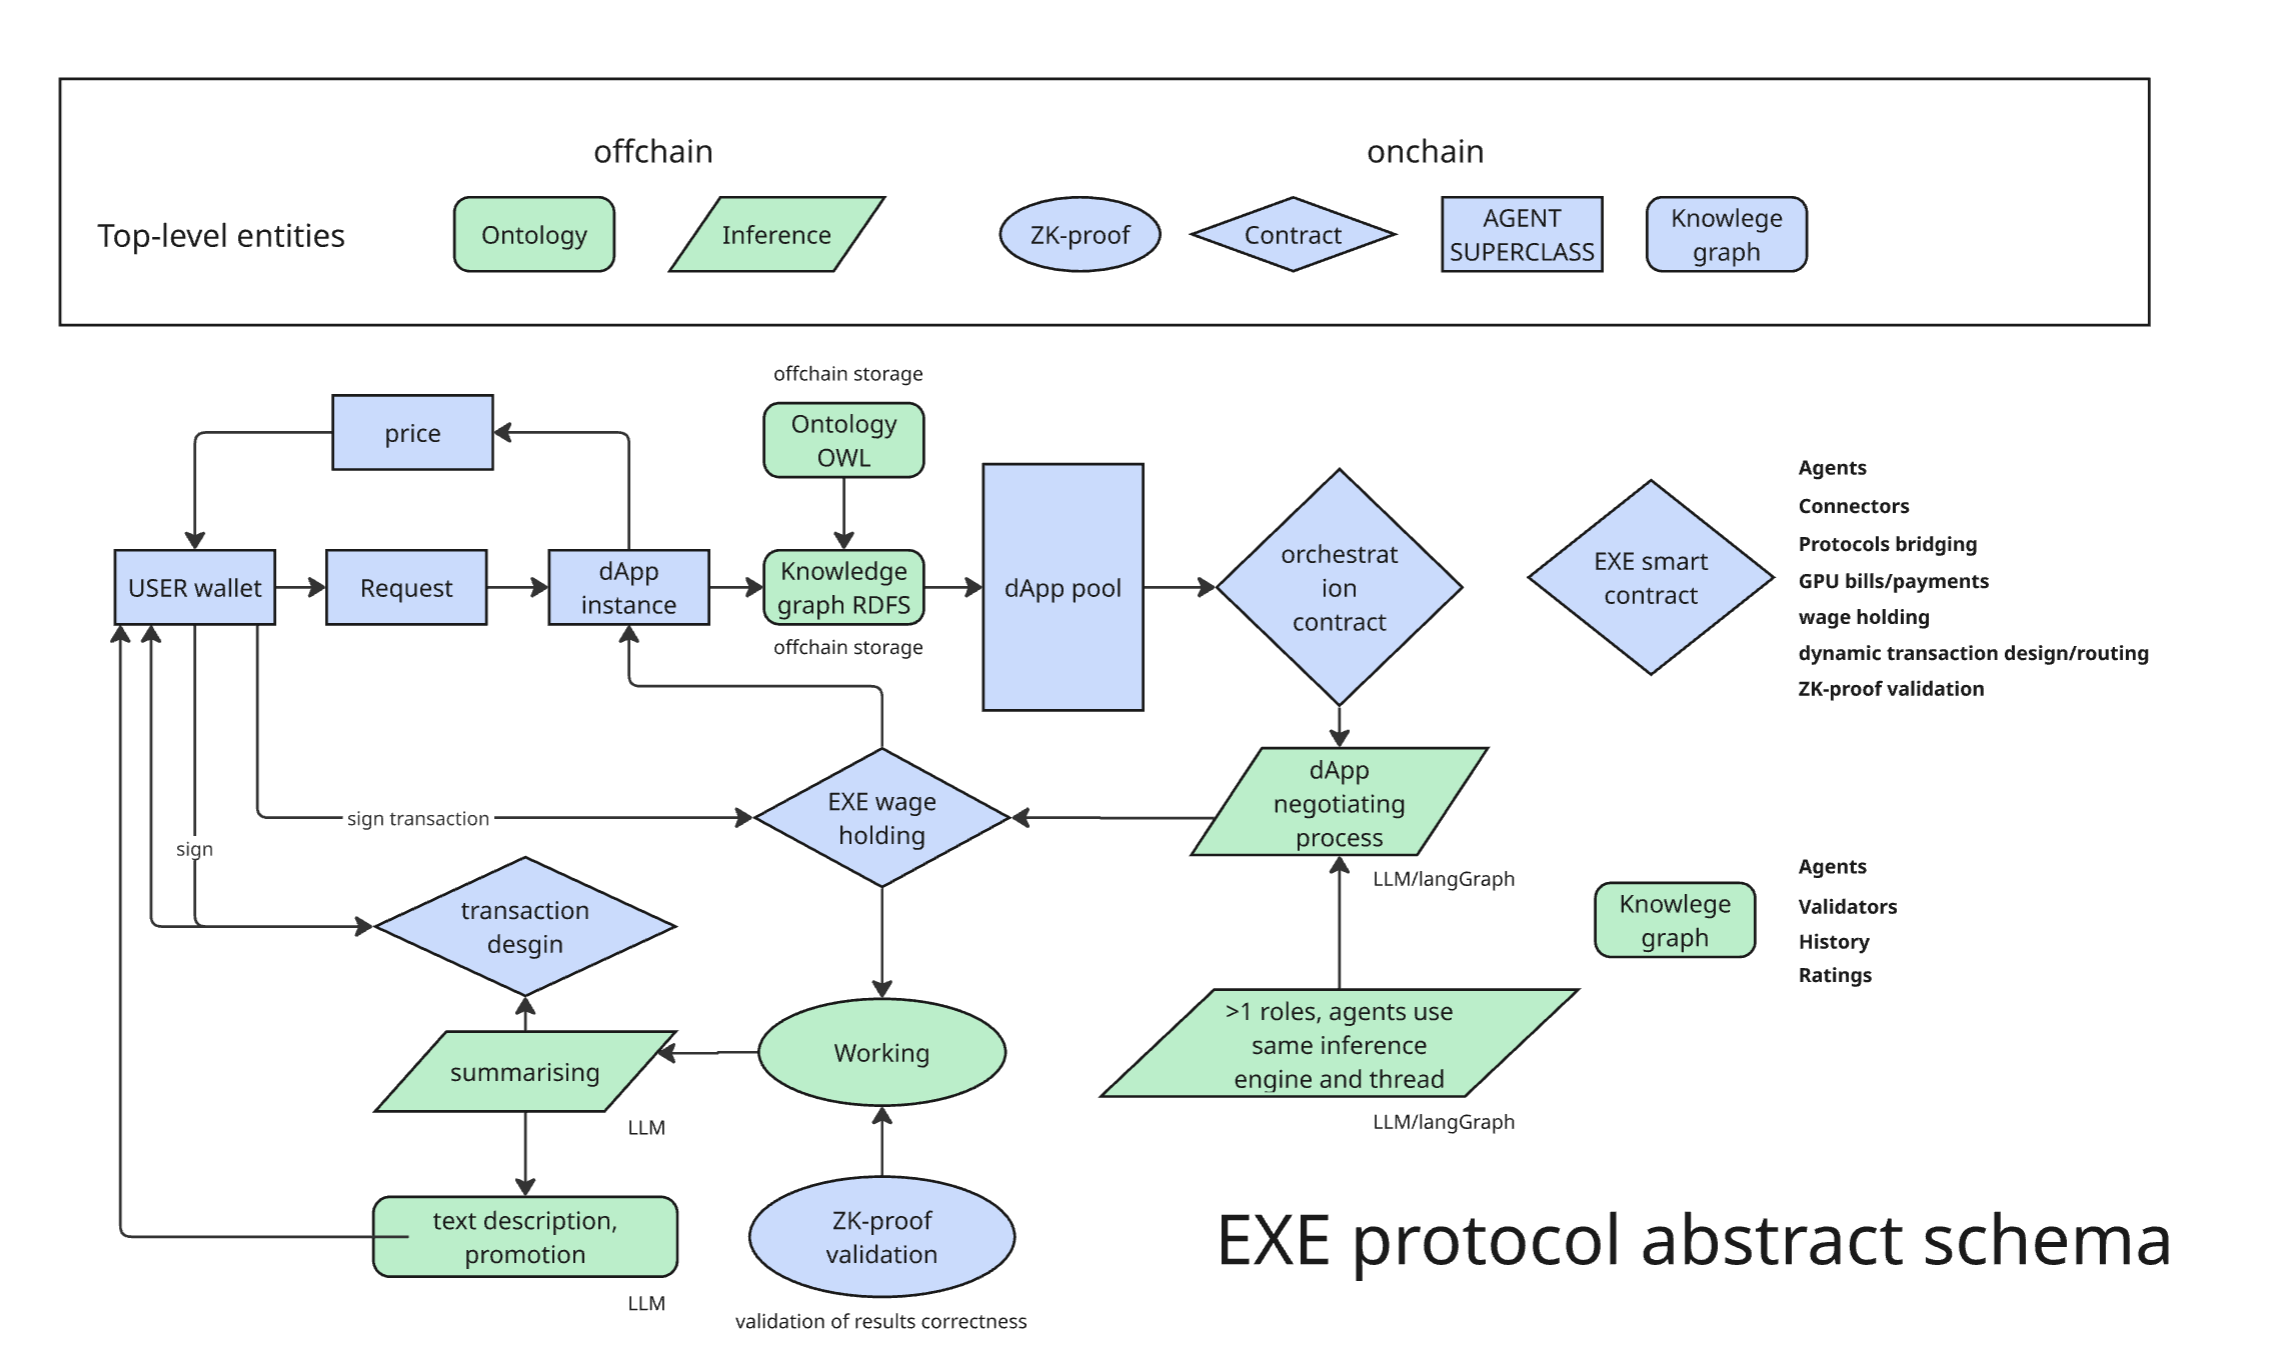 offchain
onchain
Top-level entities
Ontology
Inference
ZK-proof
Contract
AGENT
SUPERCLASS
Knowlege
graph
offchain storage
price
Ontology
OWL
USER wallet
Request
dApp
instance
Knowledge
graph RDFS
offchain storage
dApp pool
orchestrat
ion
contract
EXE smart
contract
Agents
Connectors
Protocols bridging
GPU bills/payments
wage holding
dynamic transaction design/routing
ZK-proof validation
sign transaction
sign
EXE wage
holding
dApp
negotiating
process
LLM/langGraph
transaction
desgin
Knowlege
graph
Agents
Validators
History
Ratings
summarising
LLM
Working
>1 roles, agents use
same inference
engine and thread
LLM/langGraph
text description,
promotion
LLM
ZK-proof
validation
validation of results correctness
EXE protocol abstract schema